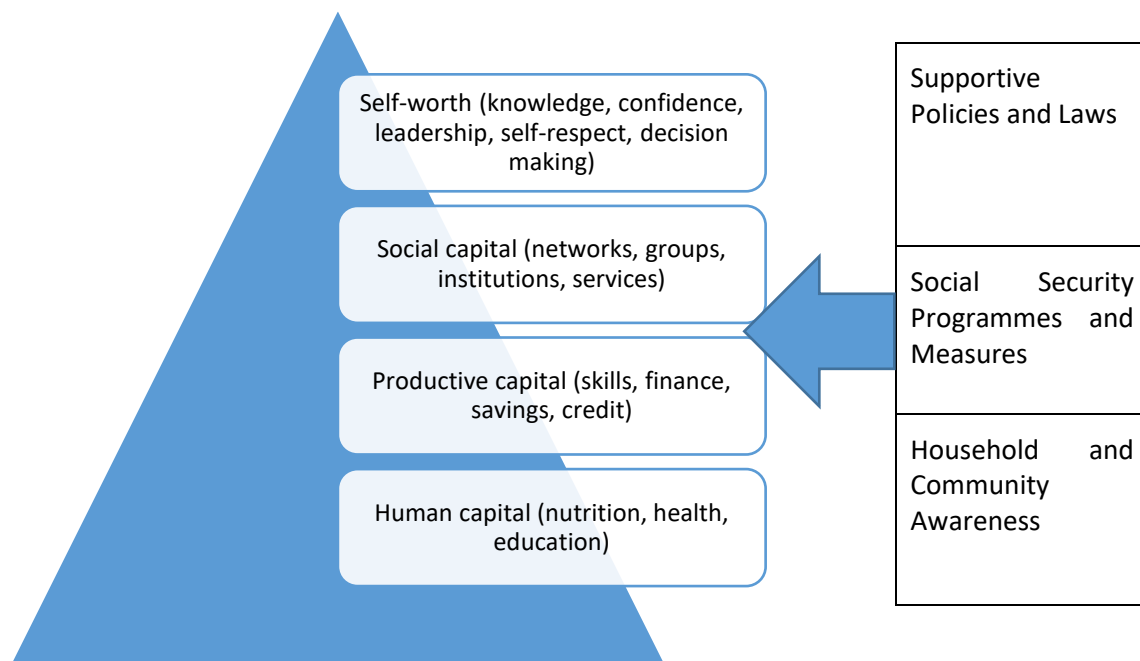 Self-worth (knowledge, confidence,
leadership, self-respect, decision
making)
Social capital (networks, groups,
institutions, services)
Productive capital (skills, finance,
savings, credit)
Human capital (nutrition, health,
education)
Supportive
Policies and Laws
Social Security
Programmes and
Measures
Household and
Community
Awareness